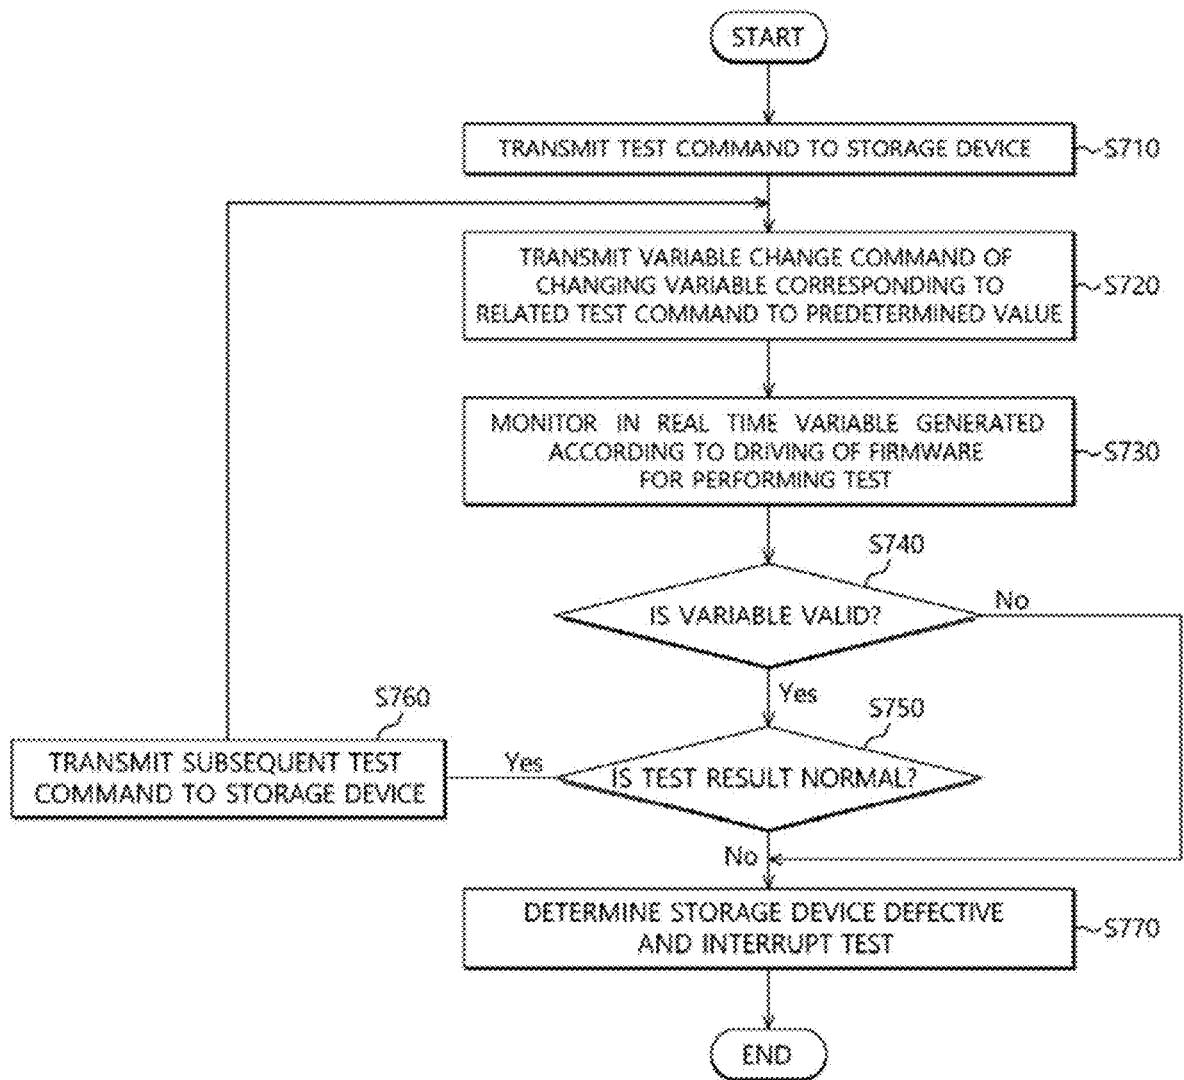 START
TRANSMIT TEST COMMAND TO STORAGE DEVICE
S710
TRANSMIT VARIABLE CHANGE COMMAND OF
CHANGING VARIABLE CORRESPONDING TO
RELATED TEST COMMAND TO PREDETERMINED VALUE
S720
MONITOR IN REAL TIME VARIABLE GENERATED
ACCORDING TO DRIVING OF FIRMWARE
FOR PERFORMING TEST
S730
S740
IS VARIABLE VALID?
No
Yes
S750
IS TEST RESULT NORMAL?
Yes
S760
TRANSMIT SUBSEQUENT TEST
COMMAND TO STORAGE DEVICE
No
DETERMINE STORAGE DEVICE DEFECTIVE
AND INTERRUPT TEST
S770
END